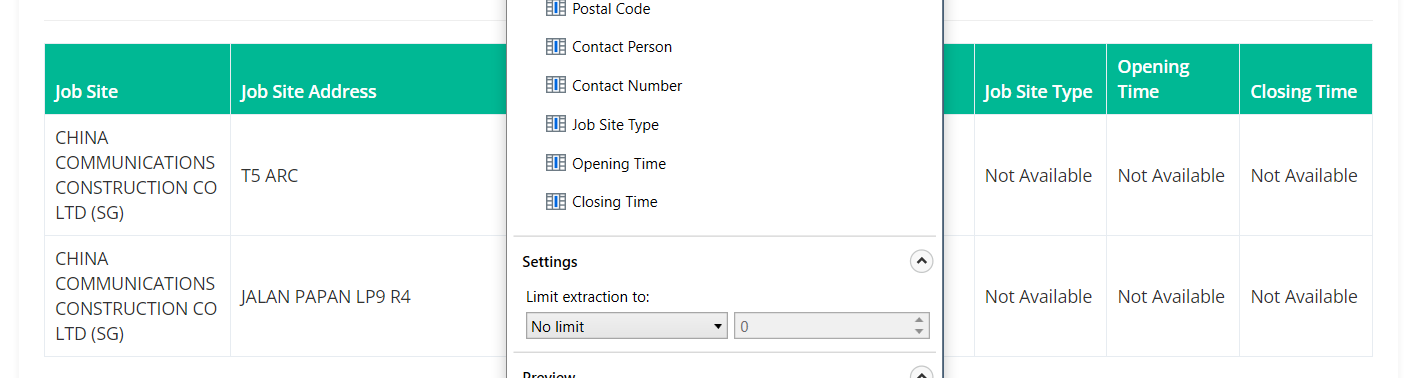 Postal Code
Contact Person
Contact Number
Job Site Type
Opening Time
Closing Time
Settings
Limit extraction to:
No limit
0
Preview
Job Site
Job Site Address
Job Site Type
Opening
Time
Closing Time
CHINA
COMMUNICATIONS
CONSTRUCTION CO
LTD (SG)
T5 ARC
Not Available
Not Available
Not Available
CHINA
COMMUNICATIONS
CONSTRUCTION CO
LTD (SG)
JALAN PAPAN LP9 R4
Not Available
Not Available
Not Available